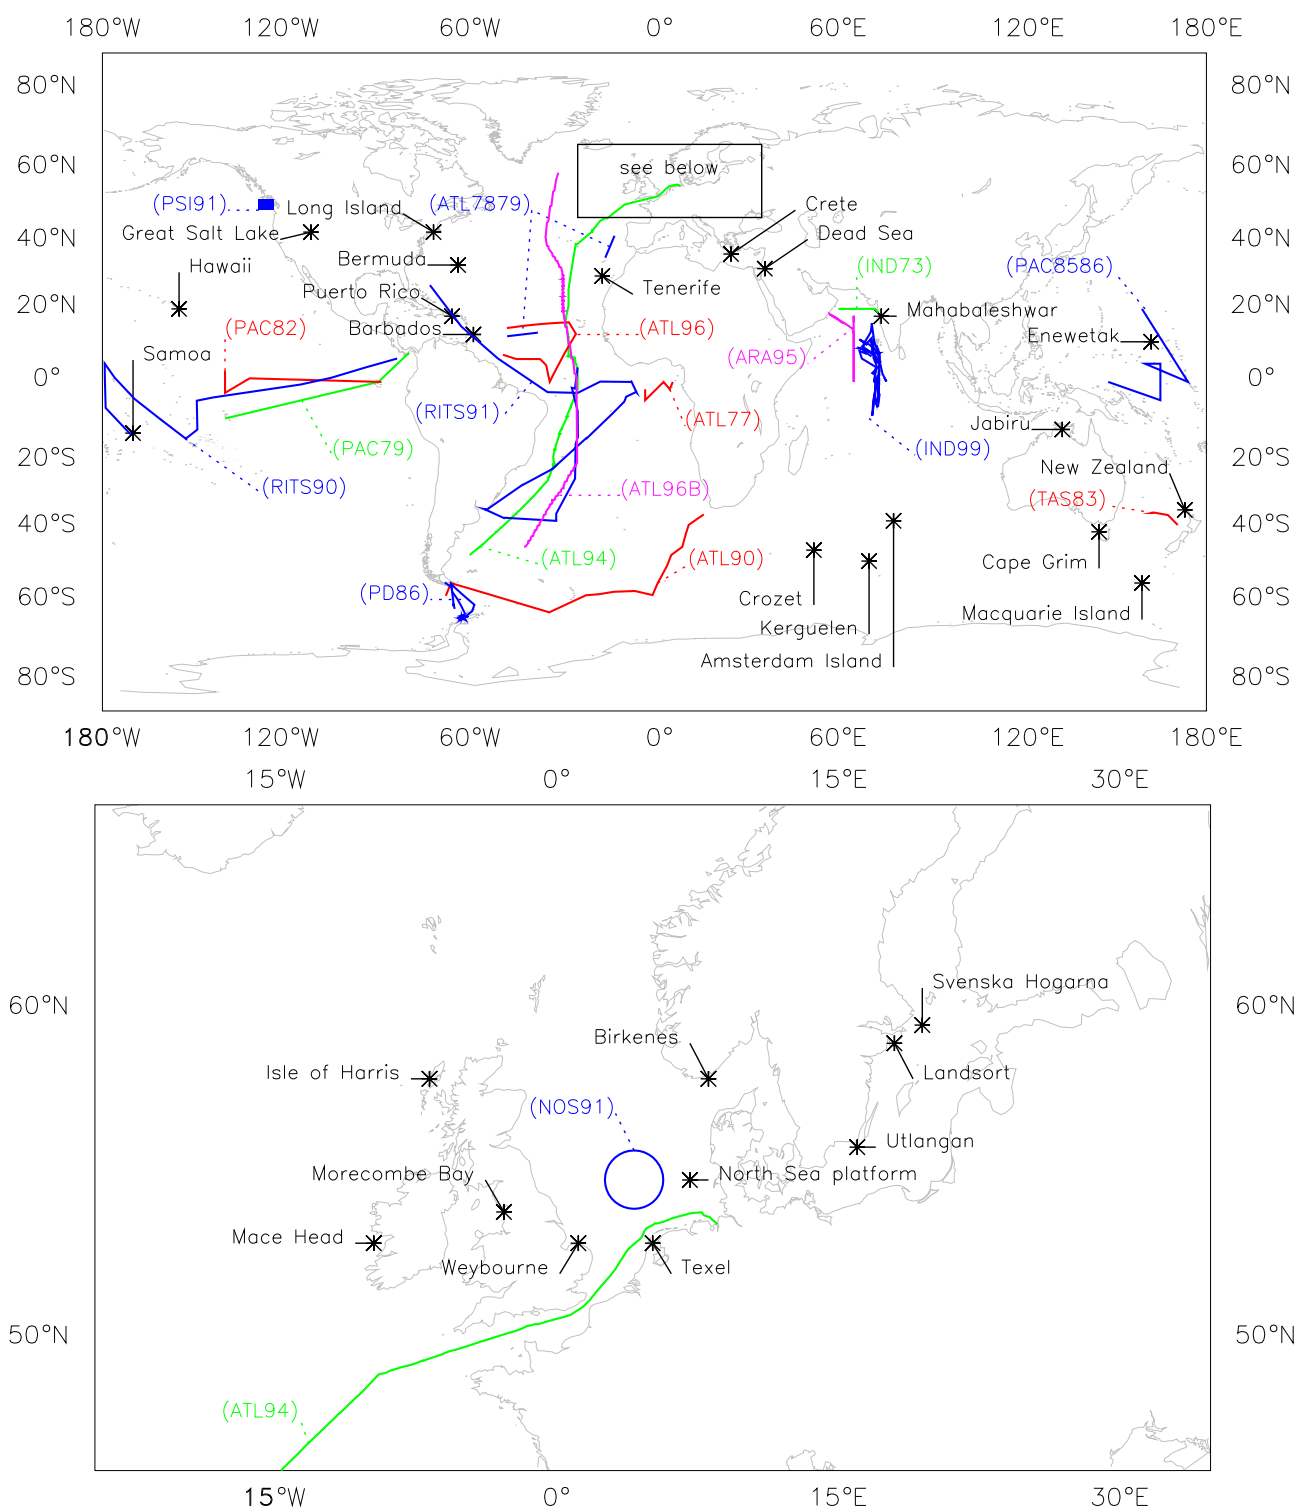 180°W 120°W 60°W 0° 60°E 120°E 180°E
80°N 80°N
60°N 60°N
see below
(PSI91) Long Island (ATL7879) Crete
Great Salt Lake Dead Sea
40°N 40°N
Bermuda
Hawaii (IND73) (PAC8586)
Puerto Rico Tenerife
20°N 20°N
Mahabaleshwar
(PAC82) Barbados (ATL96) Enewetak
Samoa (ARA95)
0° 0°
(RITS91) (ATL77) Jabiru
(PAC79) (IND99)
20°S 20°S
New Zealand
(RITS90) (ATL96B) (TAS83)
40°S 40°S
(ATL94) (ATL90) Cape Grim
(PD86) Crozet
60°S 60°S
Macquarie Island
Kerguelen
Amsterdam Island
80°S 80°S
180°W 120°W 60°W 0° 60°E 120°E 180°E
15°W 0° 15°E 30°E
Svenska Hogarna
60°N 60°N
Birkenes
Isle of Harris Landsort
(NOS91)
Utlangan
Morecombe Bay North Sea platform
Mace Head
Weybourne Texel
50°N 50°N
(ATL94)
15°W 0° 15°E 30°E